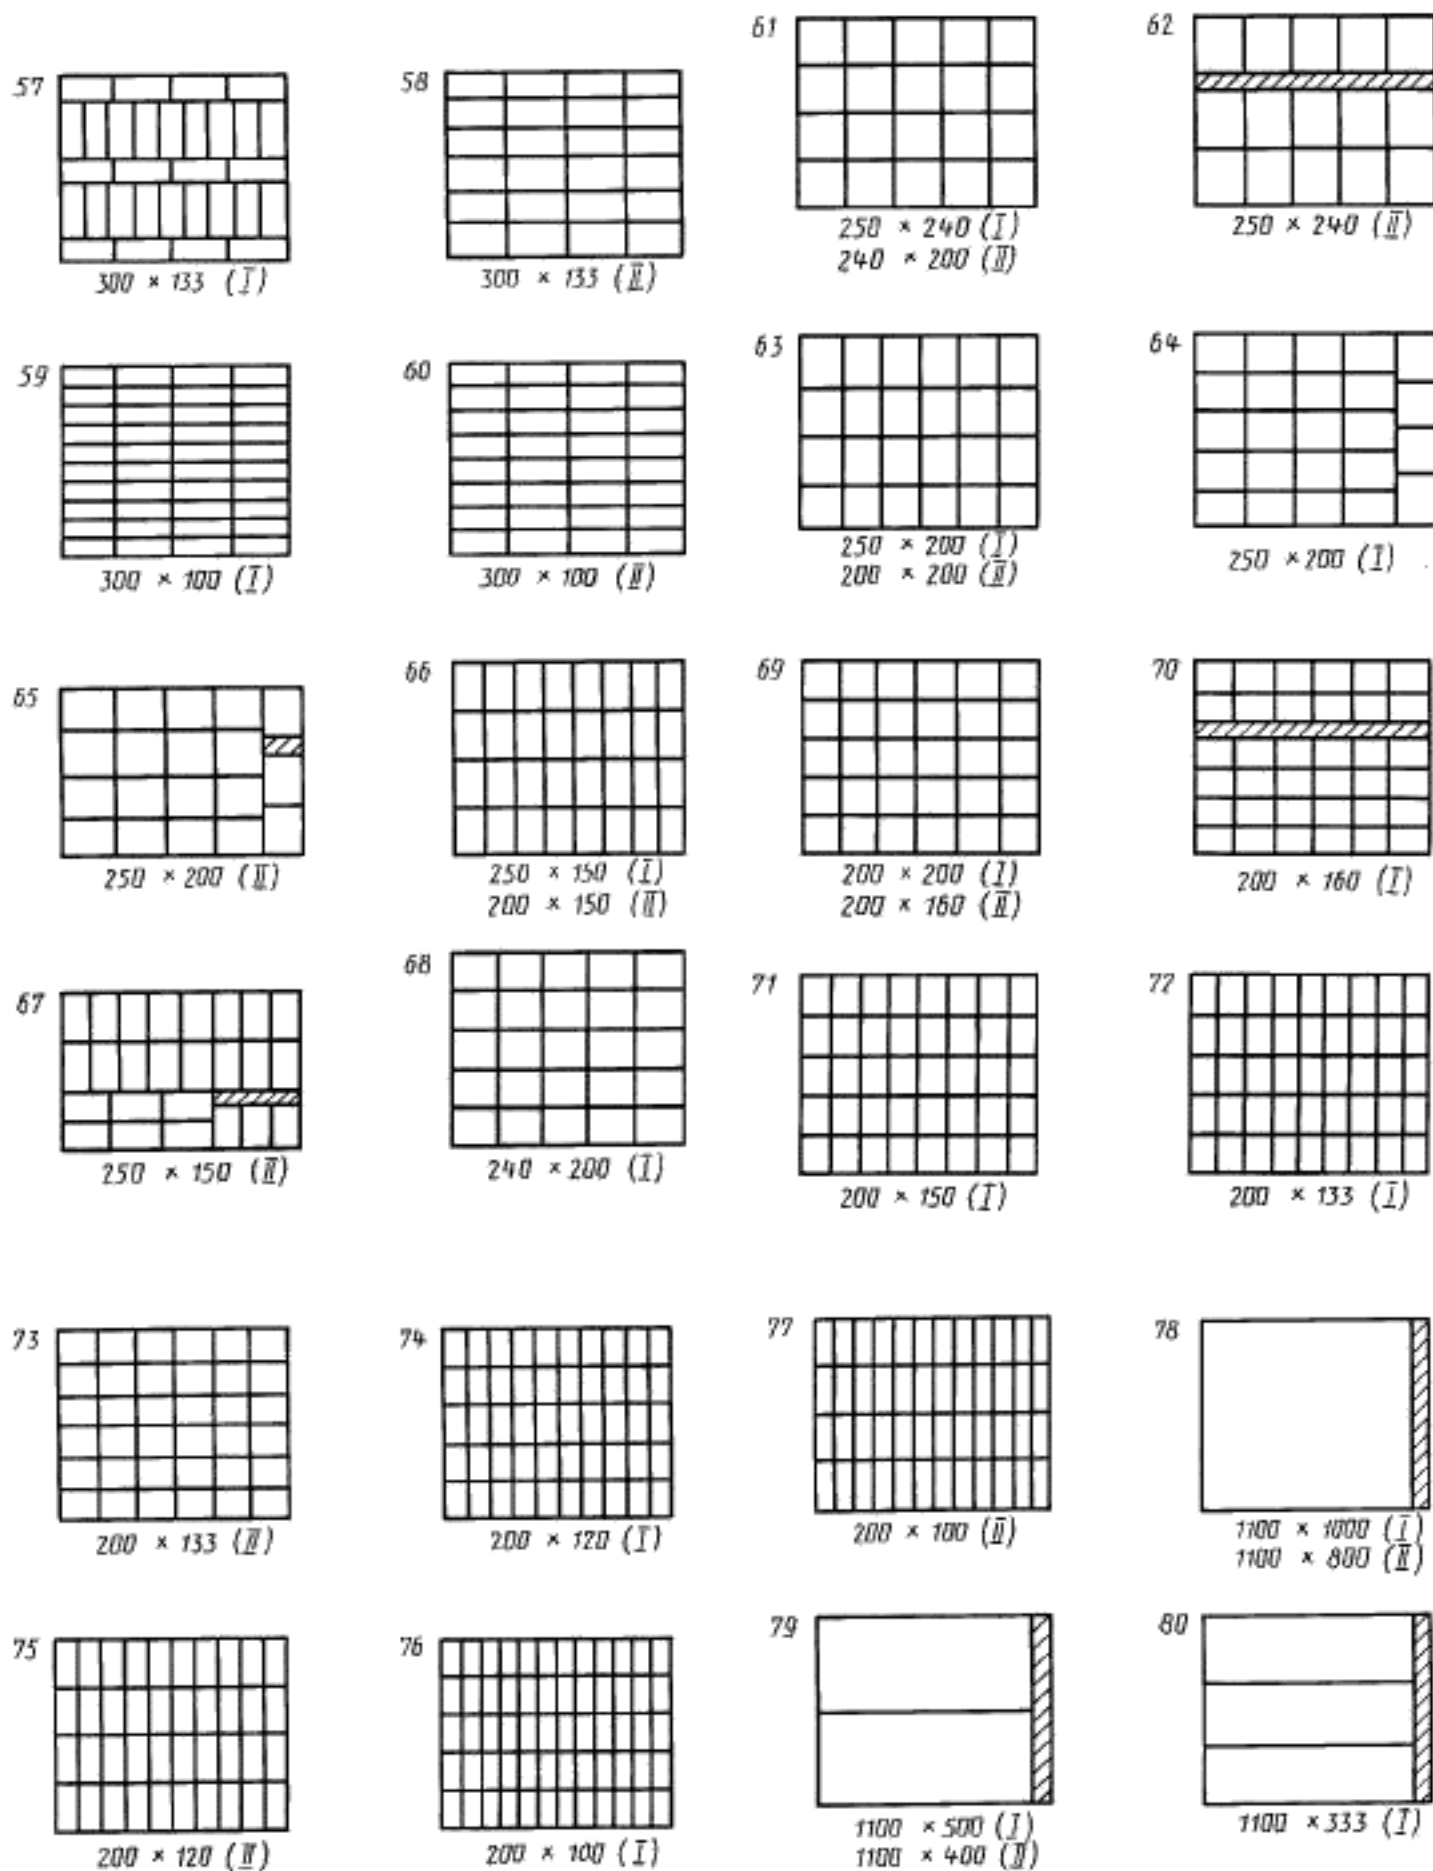 57
300 × 133 (I)
58
300 × 133 (II)
61
250 × 240 (I)
240 × 200 (II)
62
250 × 240 (II)
59
300 × 100 (I)
60
300 × 100 (II)
63
250 × 200 (I)
200 × 200 (II)
64
250 × 200 (I)
65
250 × 200 (II)
66
250 × 150 (I)
200 × 150 (II)
69
200 × 200 (I)
200 × 160 (II)
70
200 × 160 (I)
67
250 × 150 (II)
68
240 × 200 (I)
71
200 × 150 (I)
72
200 × 133 (I)
73
200 × 133 (II)
74
200 × 120 (I)
77
200 × 100 (II)
78
1100 × 1000 (I)
1100 × 800 (II)
75
200 × 120 (II)
76
200 × 100 (I)
79
1100 × 500 (I)
1100 × 400 (II)
80
1100 × 333 (I)